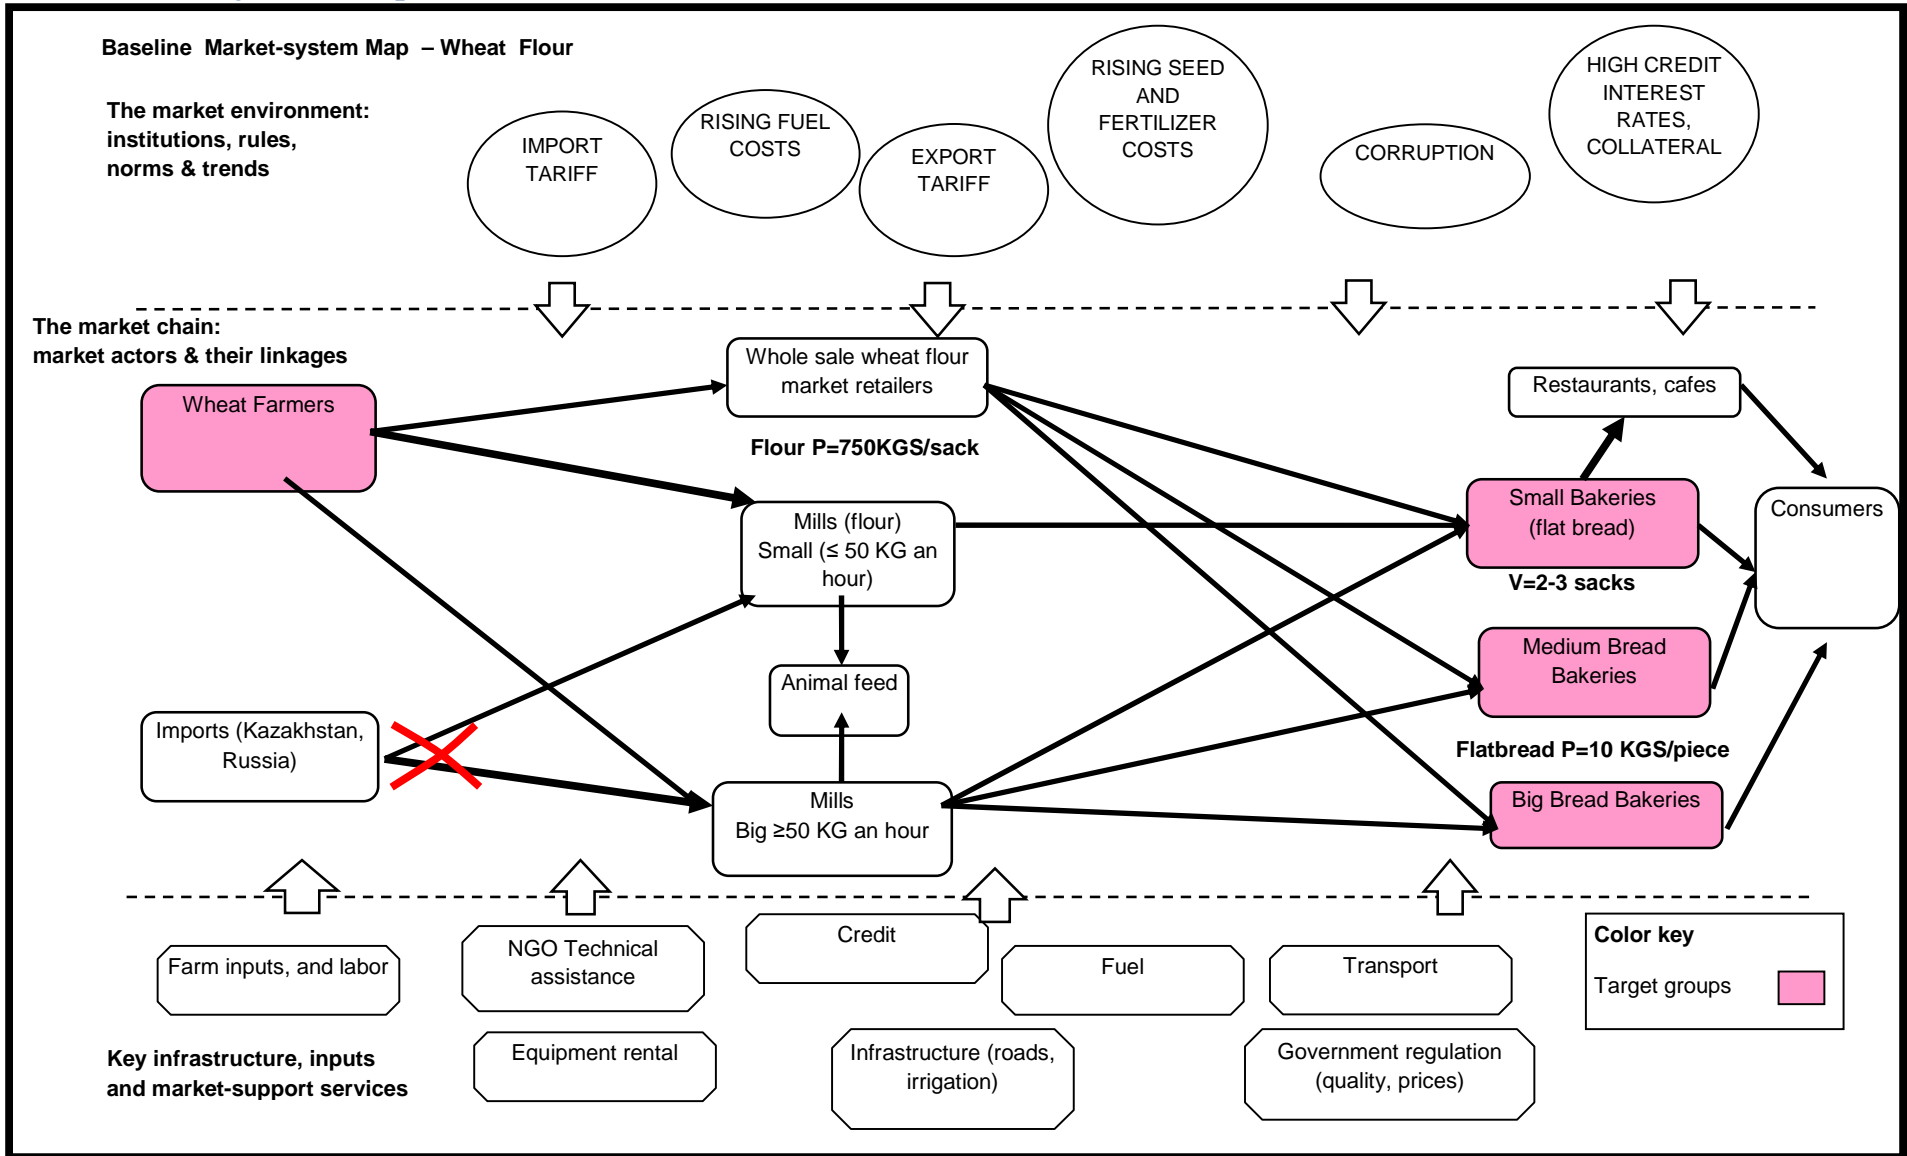 Baseline Market-system Map – Wheat Flour
The market environment:
institutions, rules,
norms & trends
IMPORT
TARIFF
RISING FUEL
COSTS
EXPORT
TARIFF
RISING SEED
AND
FERTILIZER
COSTS
CORRUPTION
HIGH CREDIT
INTEREST
RATES,
COLLATERAL
The market chain:
market actors & their linkages
Wheat Farmers
Whole sale wheat flour
market retailers
Flour P=750KGS/sack
Restaurants, cafes
Mills (flour)
Small (≤ 50 KG an
hour)
Small Bakeries
(flat bread)
V=2-3 sacks
Consumers
Animal feed
Medium Bread
Bakeries
Imports (Kazakhstan,
Russia)
Flatbread P=10 KGS/piece
Mills
Big ≥50 KG an hour
Big Bread Bakeries
Farm inputs, and labor
NGO Technical
assistance
Credit
Fuel
Transport
Color key
Target groups
Key infrastructure, inputs
and market-support services
Equipment rental
Infrastructure (roads,
irrigation)
Government regulation
(quality, prices)